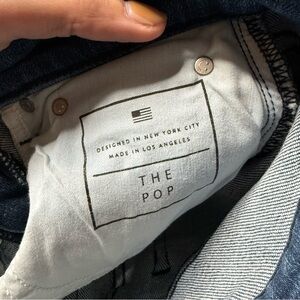 DESIGNED IN NEW YORK CITY
MADE IN LOS ANGELES
THE
POP